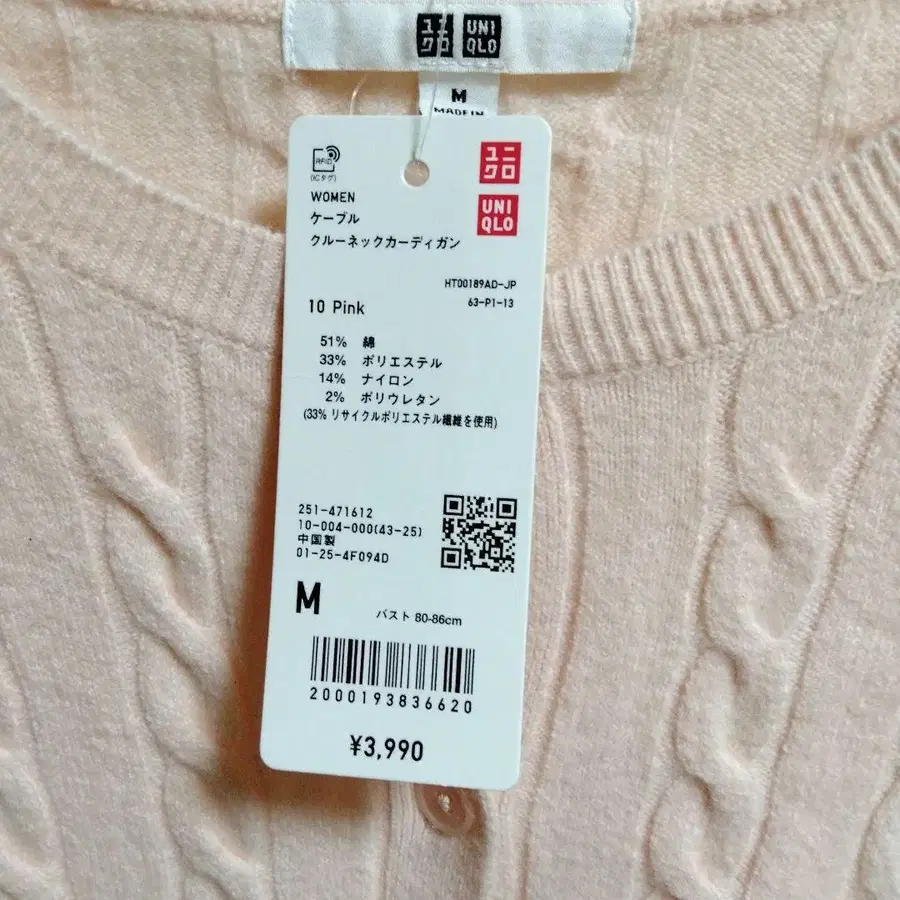 ユニ UNI
クロ QLO
M
MADE IN
RFID
(ICタグ)
ユニ
クロ
UNI
QLO
WOMEN
ケーブル
クルーネックカーディガン
HT00189AD-JP
63-P1-13
10 Pink
51% 綿
33% ポリエステル
14% ナイロン
2% ポリウレタン
(33% リサイクルポリエステル繊維を使用)
251-471612
10-004-000(43-25)
中国製
01-25-4F094D
M バスト 80-86cm
2000193836620
¥3,990